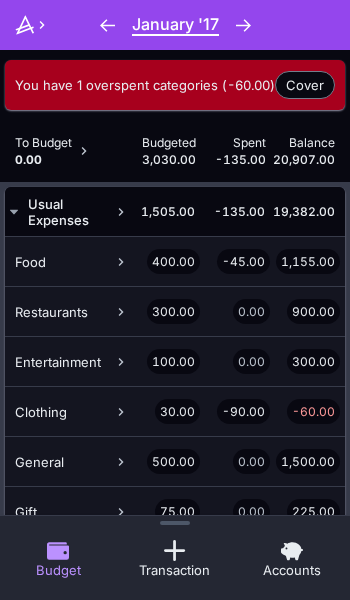 January '17
You have 1 overspent categories (-60.00) Cover
To Budget Budgeted Spent Balance
0.00 3,030.00 -135.00 20,907.00
Usual
Expenses 1,505.00 -135.00 19,382.00
Food 400.00 -45.00 1,155.00
Restaurants 300.00 0.00 900.00
Entertainment 100.00 0.00 300.00
Clothing 30.00 -90.00 -60.00
General 500.00 0.00 1,500.00
Gift 75.00 0.00 225.00
Budget Transaction Accounts